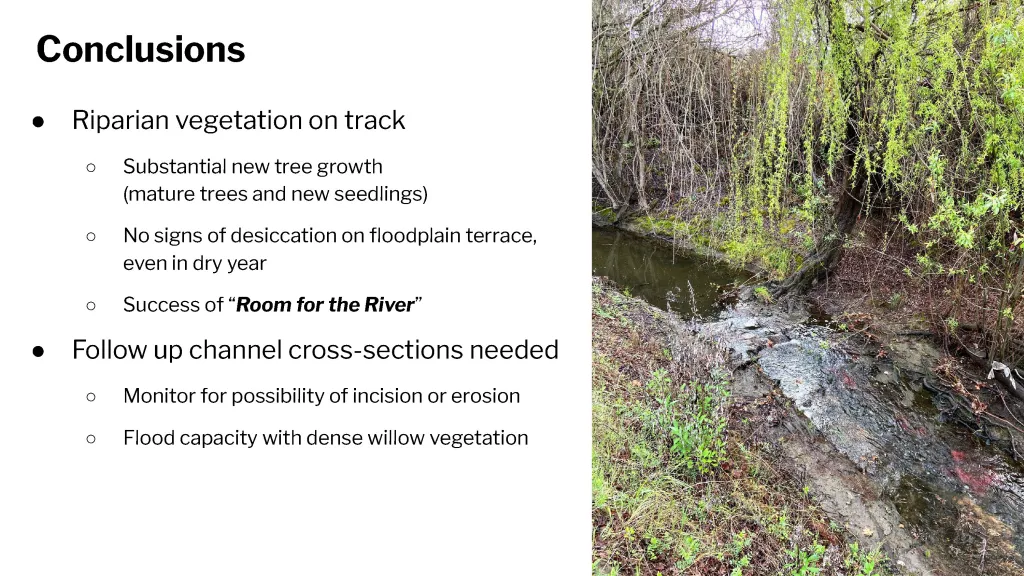 Conclusions
● Riparian vegetation on track
○ Substantial new tree growth
(mature trees and new seedlings)
○ No signs of desiccation on floodplain terrace,
even in dry year
○ Success of “Room for the River”
● Follow up channel cross-sections needed
○ Monitor for possibility of incision or erosion
○ Flood capacity with dense willow vegetation